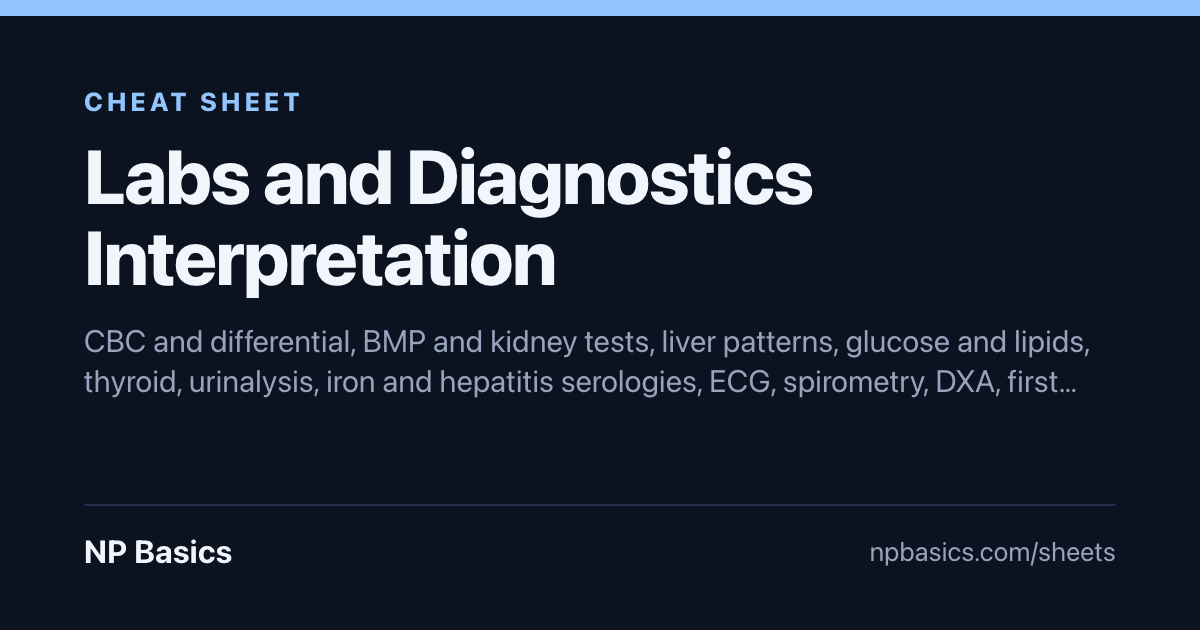 CHEAT SHEET
Labs and Diagnostics
Interpretation
CBC and differential, BMP and kidney tests, liver patterns, glucose and lipids,
thyroid, urinalysis, iron and hepatitis serologies, ECG, spirometry, DXA, first…
NP Basics
npbasics.com/sheets